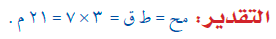 التقدير: مح = ط ق = ٣ × ٧ = ٢١ م .